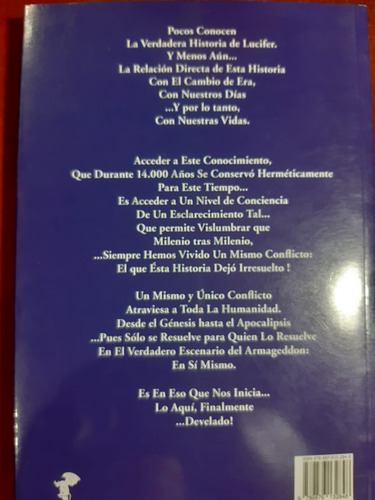 Pocos Conocen
La Verdadera Historia de Lucifer.
Y Menos Aún...
La Relación Directa de Esta Historia
Con El Cambio de Era,
Con Nuestros Días
...Y por lo tanto,
Con Nuestras Vidas.
Acceder a Este Conocimiento,
Que Durante 14.000 Años Se Conservó Herméticamente
Para Este Tiempo...
Es Acceder A Un Nivel de Conciencia
De Un Esclarecimiento Tal...
Que permite Vislumbrar que
Milenio tras Milenio,
...Siempre Hemos Vivido Un Mismo Conflicto:
El que Ésta Historia Dejó Irresuelto !
Un Mismo y Único Conflicto
Atraviesa a Toda La Humanidad.
Desde el Génesis hasta el Apocalipsis
...Pues Sólo se Resuelve para Quien Lo Resuelve
En El Verdadero Escenario del Armageddon:
En Sí Mismo.
Es En Eso Que Nos Inicia...
Lo Aquí, Finalmente
...Develado!